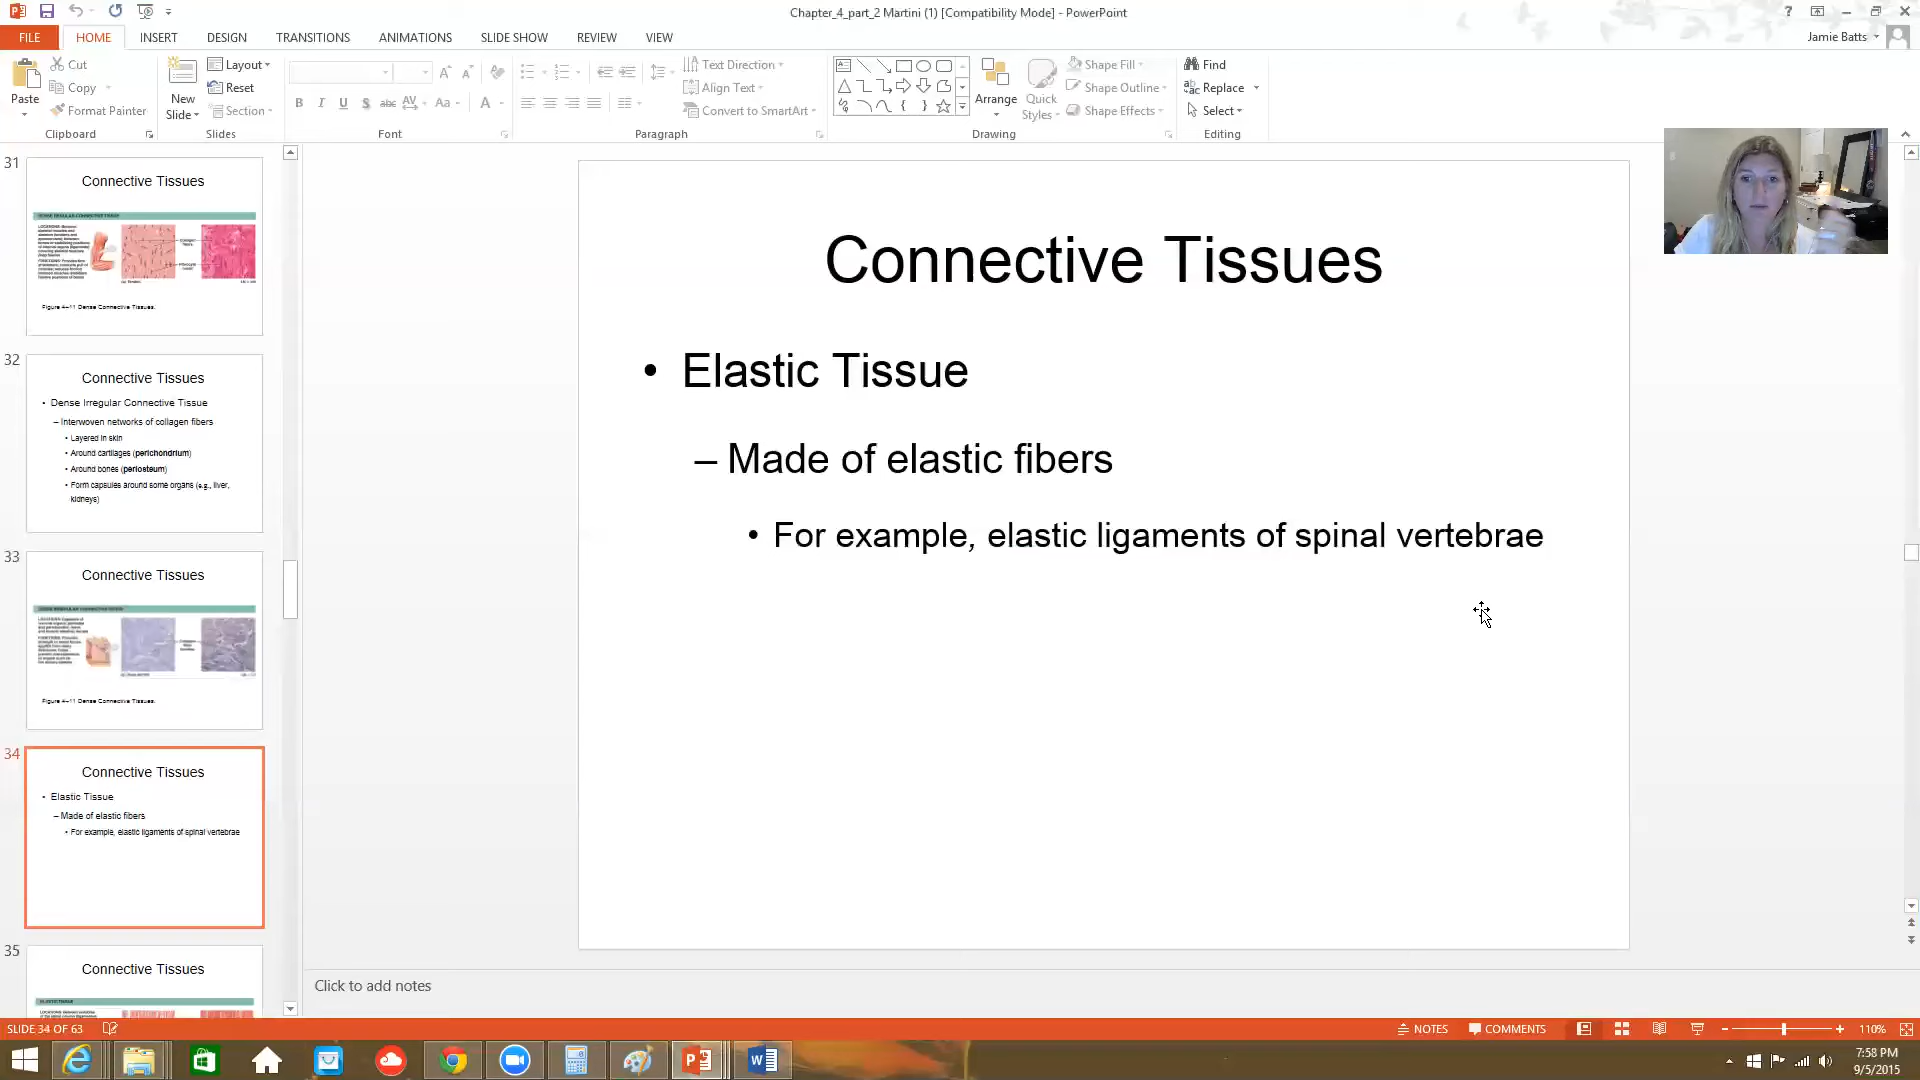 Chapter_4_part_2 Martini (1) [Compatibility Mode] - PowerPoint
FILE HOME INSERT DESIGN TRANSITIONS ANIMATIONS SLIDE SHOW REVIEW VIEW
Jamie Batts
Paste
Cut
Copy
Format Painter
Clipboard
New Slide
Layout
Reset
Section
Slides
B I U S abc AV Aa A
Font
Text Direction
Align Text
Convert to SmartArt
Paragraph
Arrange
Quick Styles
Shape Fill
Shape Outline
Shape Effects
Drawing
Find
Replace
Select
Editing
31
Connective Tissues
DENSE REGULAR CONNECTIVE TISSUE
Figure 4–11 Dense Connective Tissues.
32
Connective Tissues
• Dense Irregular Connective Tissue
– Interwoven networks of collagen fibers
• Layered in skin
• Around cartilages (perichondrium)
• Around bones (periosteum)
• Form capsules around some organs (e.g., liver,
kidneys)
33
Connective Tissues
Figure 4–11 Dense Connective Tissues.
34
Connective Tissues
• Elastic Tissue
– Made of elastic fibers
• For example, elastic ligaments of spinal vertebrae
35
Connective Tissues
Connective Tissues
• Elastic Tissue
– Made of elastic fibers
• For example, elastic ligaments of spinal vertebrae
Click to add notes
SLIDE 34 OF 63
NOTES COMMENTS 110%
7:58 PM
9/5/2015